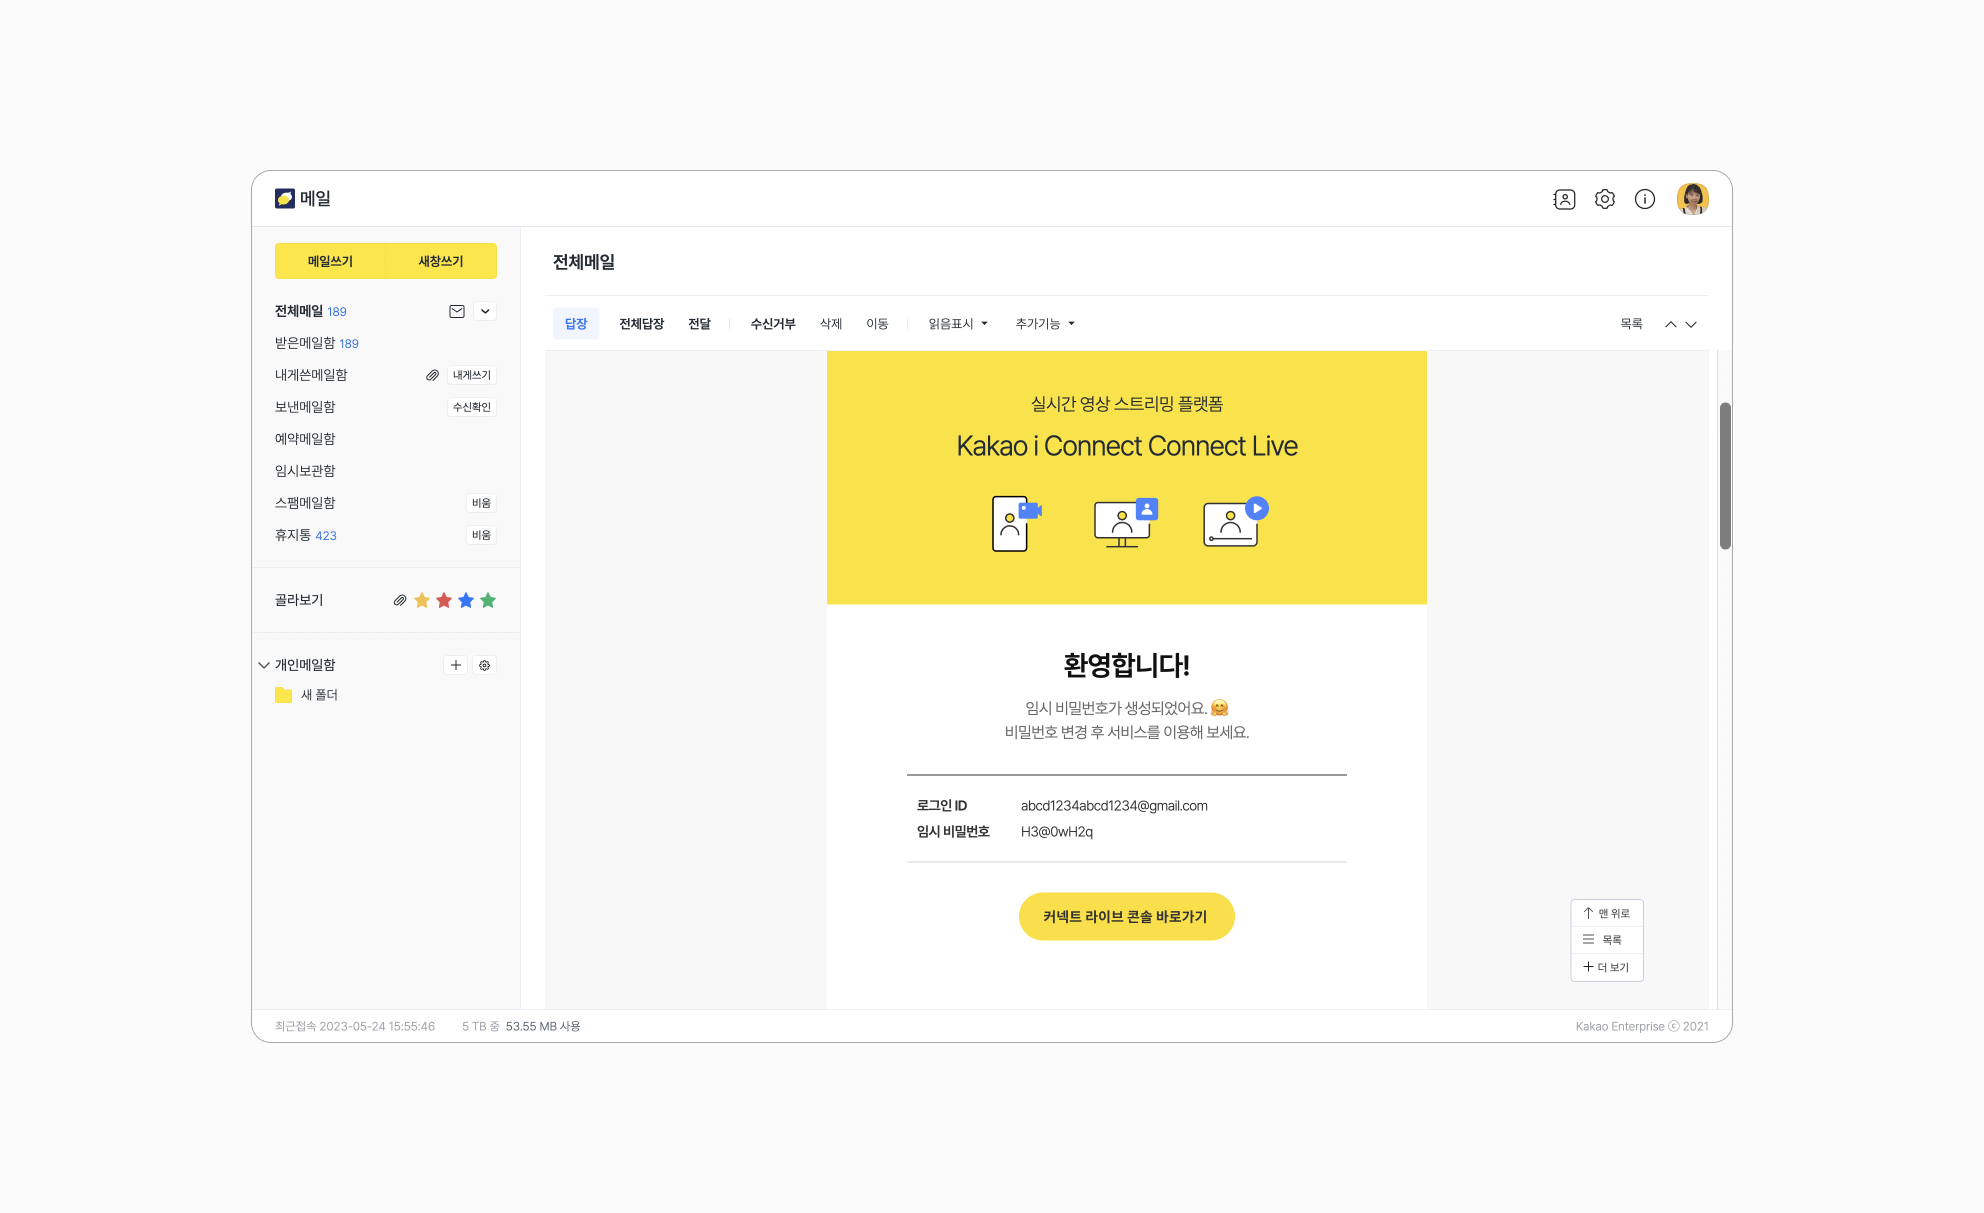 메일
메일쓰기 새창쓰기
전체메일 189
받은메일함 189
내게쓴메일함 내게쓰기
보낸메일함 수신확인
예약메일함
임시보관함
스팸메일함 비움
휴지통 423 비움
골라보기
개인메일함
새 폴더
전체메일
답장 전체답장 전달 수신거부 삭제 이동 읽음표시 추가기능 목록
실시간 영상 스트리밍 플랫폼
Kakao i Connect Connect Live
환영합니다!
임시 비밀번호가 생성되었어요. 🤗
비밀번호 변경 후 서비스를 이용해 보세요.
로그인 ID abcd1234abcd1234@gmail.com
임시 비밀번호 H3@0wH2q
커넥트 라이브 콘솔 바로가기
맨 위로
목록
더 보기
최근접속 2023-05-24 15:55:46 5 TB 중 53.55 MB 사용
Kakao Enterprise ⓒ 2021